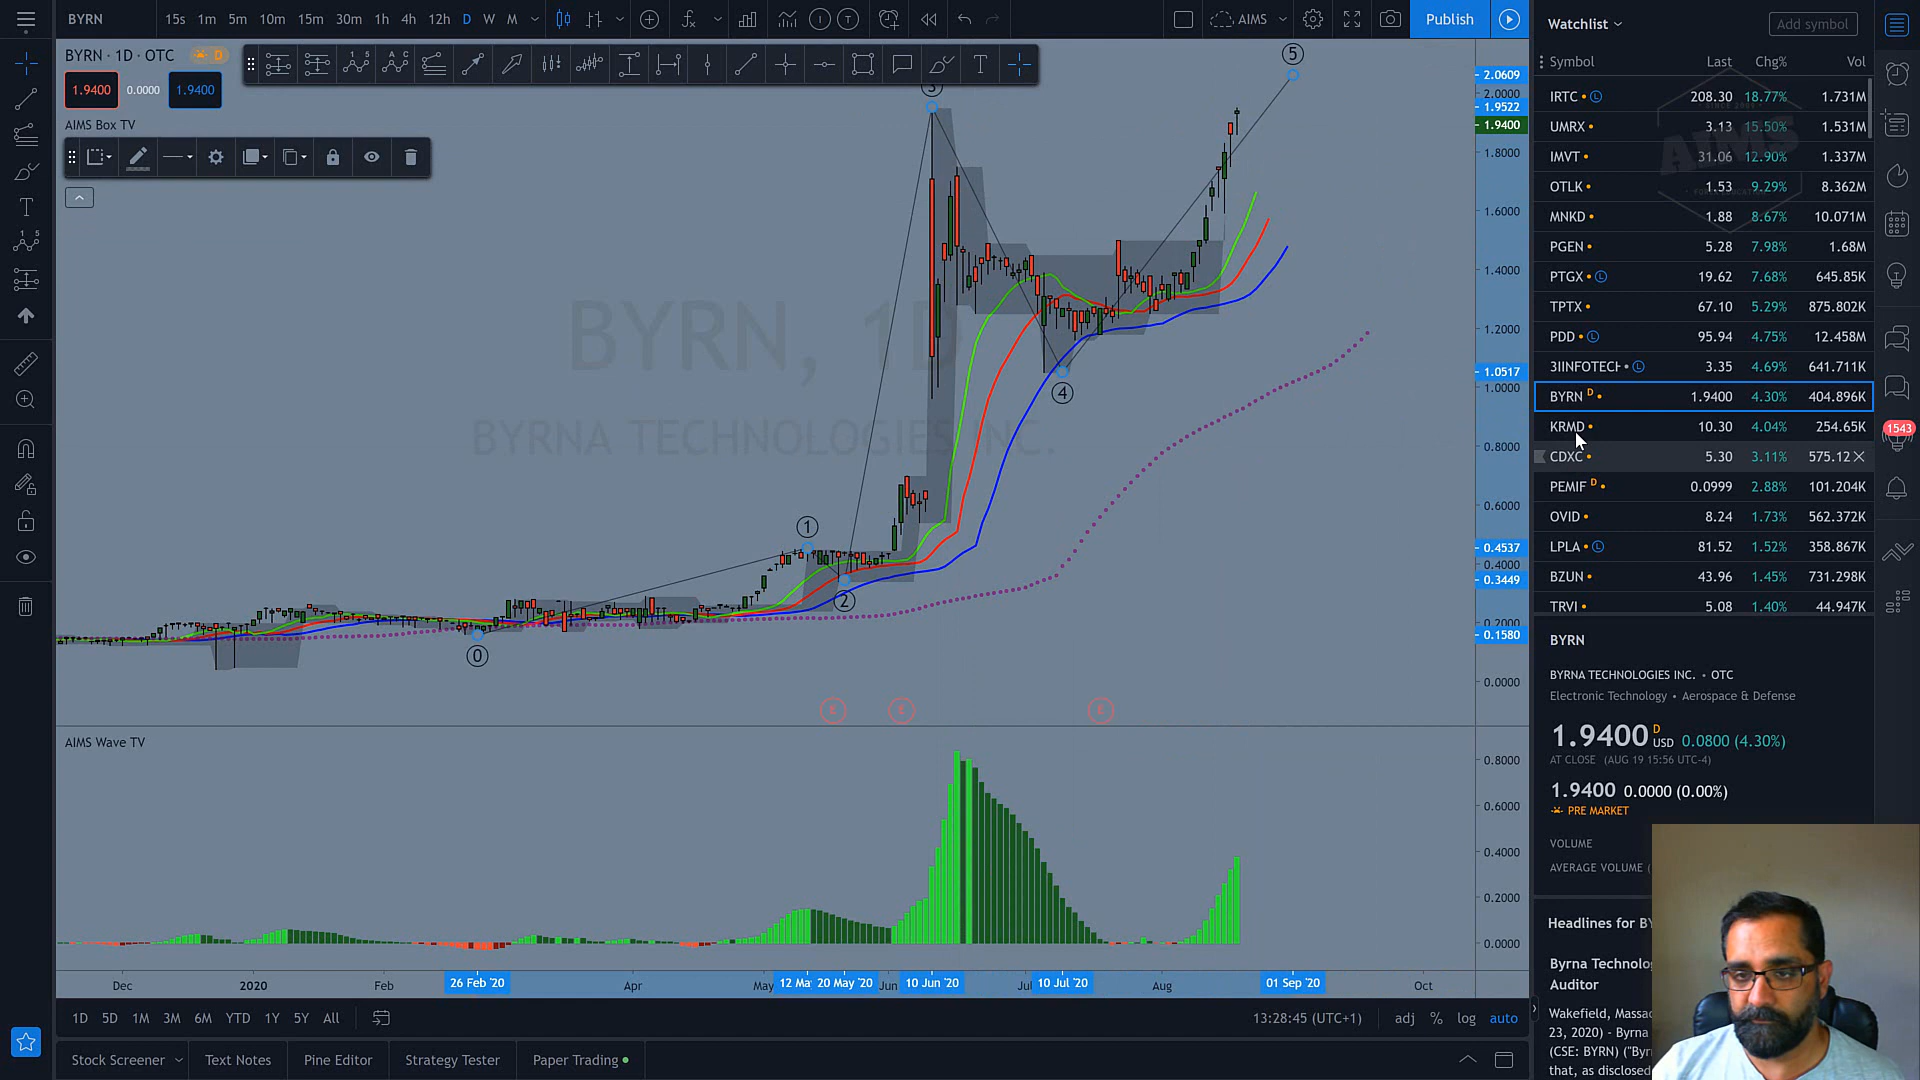 BYRN 15s 1m 5m 10m 15m 30m 1h 4h 12h D W M AIMS Publish
BYRN · 1D · OTC D
1.9400 0.0000 1.9400
AIMS Box TV
BYRN, 1D
BYRNA TECHNOLOGIES INC.
0
1
2
3
4
5
2.0609
2.0000
1.9522
1.9400
1.8000
1.6000
1.4000
1.2000
1.0517
1.0000
0.8000
0.6000
0.4537
0.4000
0.3449
0.2000
0.1580
0.0000
E E E
AIMS Wave TV
0.8000
0.6000
0.4000
0.2000
0.0000
Dec 2020 Feb 26 Feb '20 Apr May 12 Ma 20 May '20 Jun 10 Jun '20 Jul 10 Jul '20 Aug 01 Sep '20 Oct
1D 5D 1M 3M 6M YTD 1Y 5Y All 13:28:45 (UTC+1) adj % log auto
Stock Screener Text Notes Pine Editor Strategy Tester Paper Trading
Watchlist Add symbol
Symbol Last Chg% Vol
IRTC L 208.30 18.77% 1.731M
UMRX 3.13 15.50% 1.531M
IMVT 31.06 12.90% 1.337M
OTLK 1.53 9.29% 8.362M
MNKD 1.88 8.67% 10.071M
PGEN 5.28 7.98% 1.68M
PTGX L 19.62 7.68% 645.85K
TPTX 67.10 5.29% 875.802K
PDD L 95.94 4.75% 12.458M
3IINFOTECH L 3.35 4.69% 641.711K
BYRN D 1.9400 4.30% 404.896K
KRMD 10.30 4.04% 254.65K
CDXC 5.30 3.11% 575.12
PEMIF D 0.0999 2.88% 101.204K
OVID 8.24 1.73% 562.372K
LPLA L 81.52 1.52% 358.867K
BZUN 43.96 1.45% 731.298K
TRVI 5.08 1.40% 44.947K
AIMS
1543
BYRN
BYRNA TECHNOLOGIES INC. • OTC
Electronic Technology • Aerospace & Defense
1.9400 D USD 0.0800 (4.30%)
AT CLOSE (AUG 19 15:56 UTC-4)
1.9400 0.0000 (0.00%)
PRE MARKET
VOLUME
AVERAGE VOLUME (
Headlines for BY
Byrna Technolo
Auditor
Wakefield, Massac
23, 2020) - Byrna
(CSE: BYRN) ("Byr
that, as disclosed